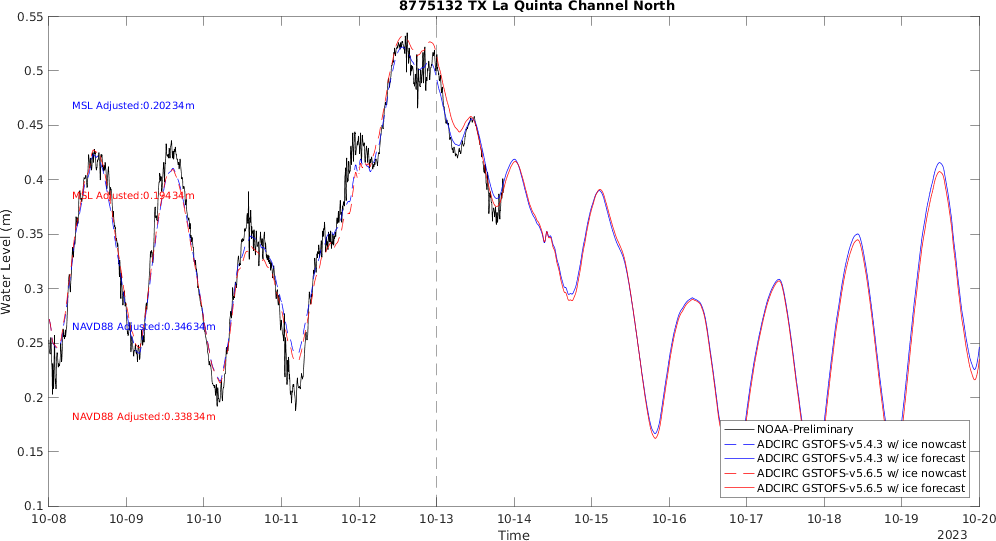 8775132 TX La Quinta Channel North
0.55
0.5
0.45
0.4
0.35
0.3
0.25
0.2
0.15
0.1
Water Level (m)
MSL Adjusted:0.20234m
MSL Adjusted:0.19434m
NAVD88 Adjusted:0.34634m
NAVD88 Adjusted:0.33834m
NOAA-Preliminary
ADCIRC GSTOFS-v5.4.3 w/ ice nowcast
ADCIRC GSTOFS-v5.4.3 w/ ice forecast
ADCIRC GSTOFS-v5.6.5 w/ ice nowcast
ADCIRC GSTOFS-v5.6.5 w/ ice forecast
10-08 10-09 10-10 10-11 10-12 10-13 10-14 10-15 10-16 10-17 10-18 10-19 10-20
Time
2023